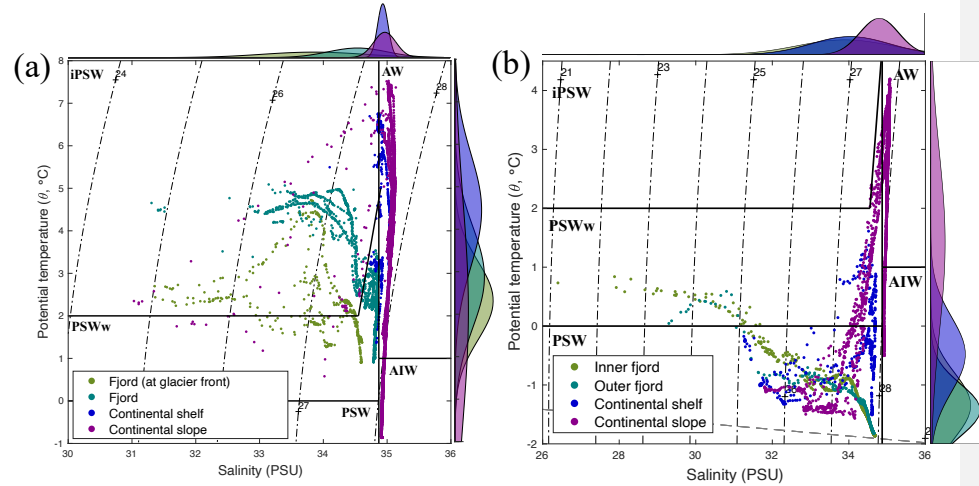 (a)
8
7
6
5
4
3
2
1
0
-1
30
31
32
33
34
35
36
Potential temperature (θ, °C)
Salinity (PSU)
iPSW
24
26
28
27
AW
PSWw
AIW
PSW
Fjord (at glacier front)
Fjord
Continental shelf
Continental slope
(b)
4
3
2
1
0
-1
-2
26
28
30
32
34
36
Potential temperature (θ, °C)
Salinity (PSU)
21
23
25
27
iPSW
AW
PSWw
AIW
PSW
28
Inner fjord
Outer fjord
Continental shelf
Continental slope